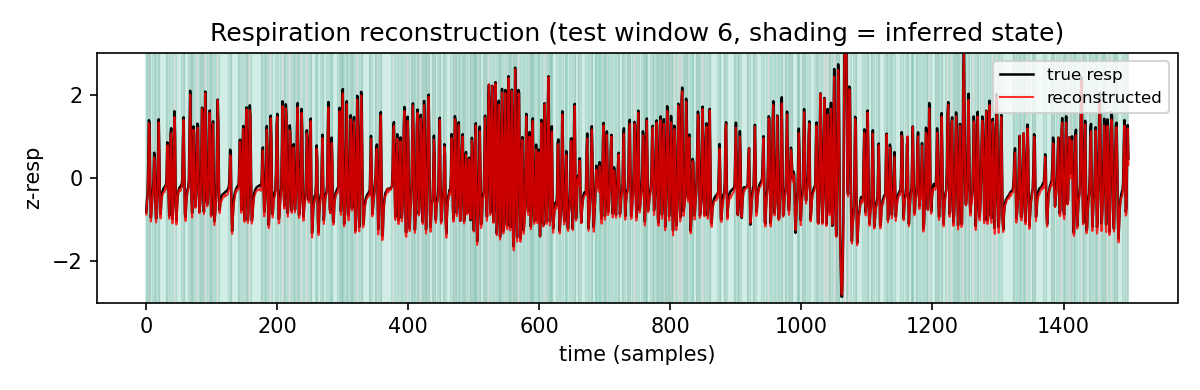 Respiration reconstruction (test window 6, shading = inferred state)
true resp
reconstructed
z-resp
2
0
−2
0 200 400 600 800 1000 1200 1400
time (samples)